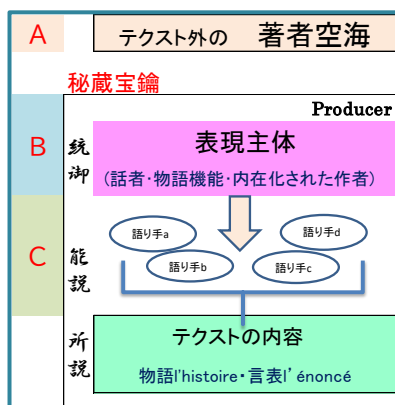 A
テクスト外の 著者空海
秘蔵宝鑰
Producer
B
統御
表現主体
(話者・物語機能・内在化された作者)
C
能説
語り手a
語り手d
語り手b
語り手c
所説
テクストの内容
物語l'histoire・言表l’énoncé